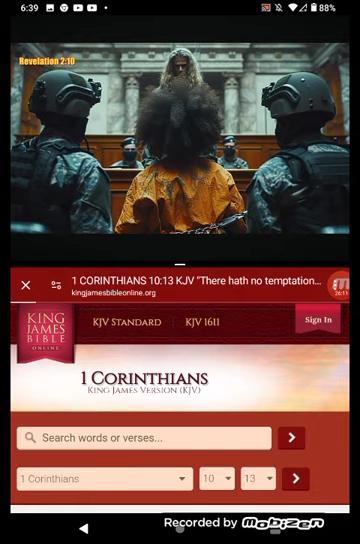 6:39
88%
Revelation 2:10
1 CORINTHIANS 10:13 KJV "There hath no temptation...
kingjamesbibleonline.org
26:11
KING
JAMES
BIBLE
ONLINE
KJV STANDARD
KJV 1611
Sign In
1 CORINTHIANS
KING JAMES VERSION (KJV)
Search words or verses...
1 Corinthians
10
13
Recorded by Mobizen